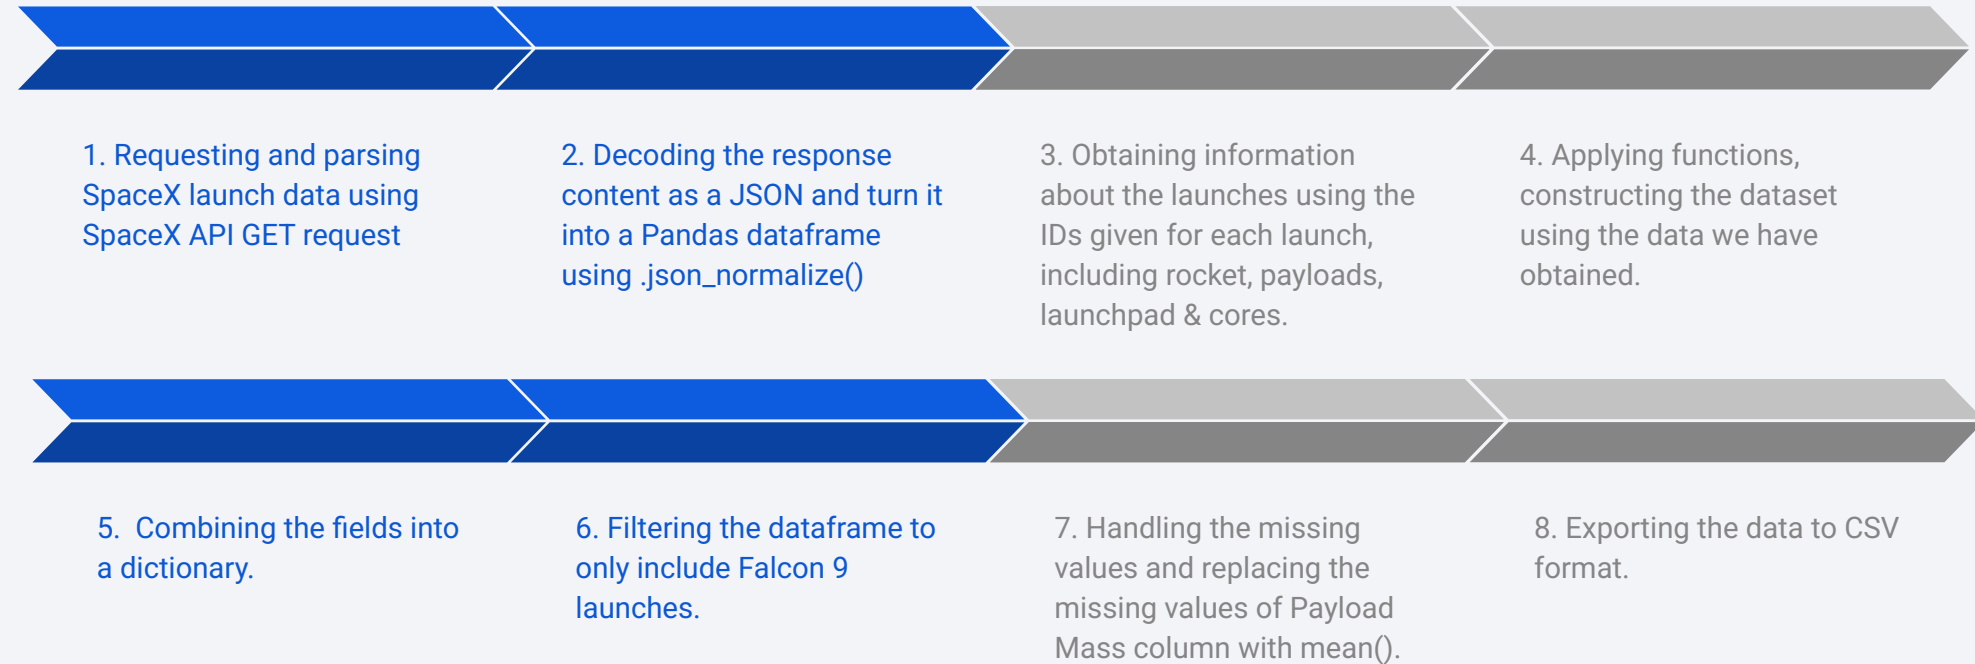 1. Requesting and parsing
SpaceX launch data using
SpaceX API GET request
2. Decoding the response
content as a JSON and turn it
into a Pandas dataframe
using .json_normalize()
3. Obtaining information
about the launches using the
IDs given for each launch,
including rocket, payloads,
launchpad & cores.
4. Applying functions,
constructing the dataset
using the data we have
obtained.
5.  Combining the fields into
a dictionary.
6. Filtering the dataframe to
only include Falcon 9
launches.
7. Handling the missing
values and replacing the
missing values of Payload
Mass column with mean().
8. Exporting the data to CSV
format.